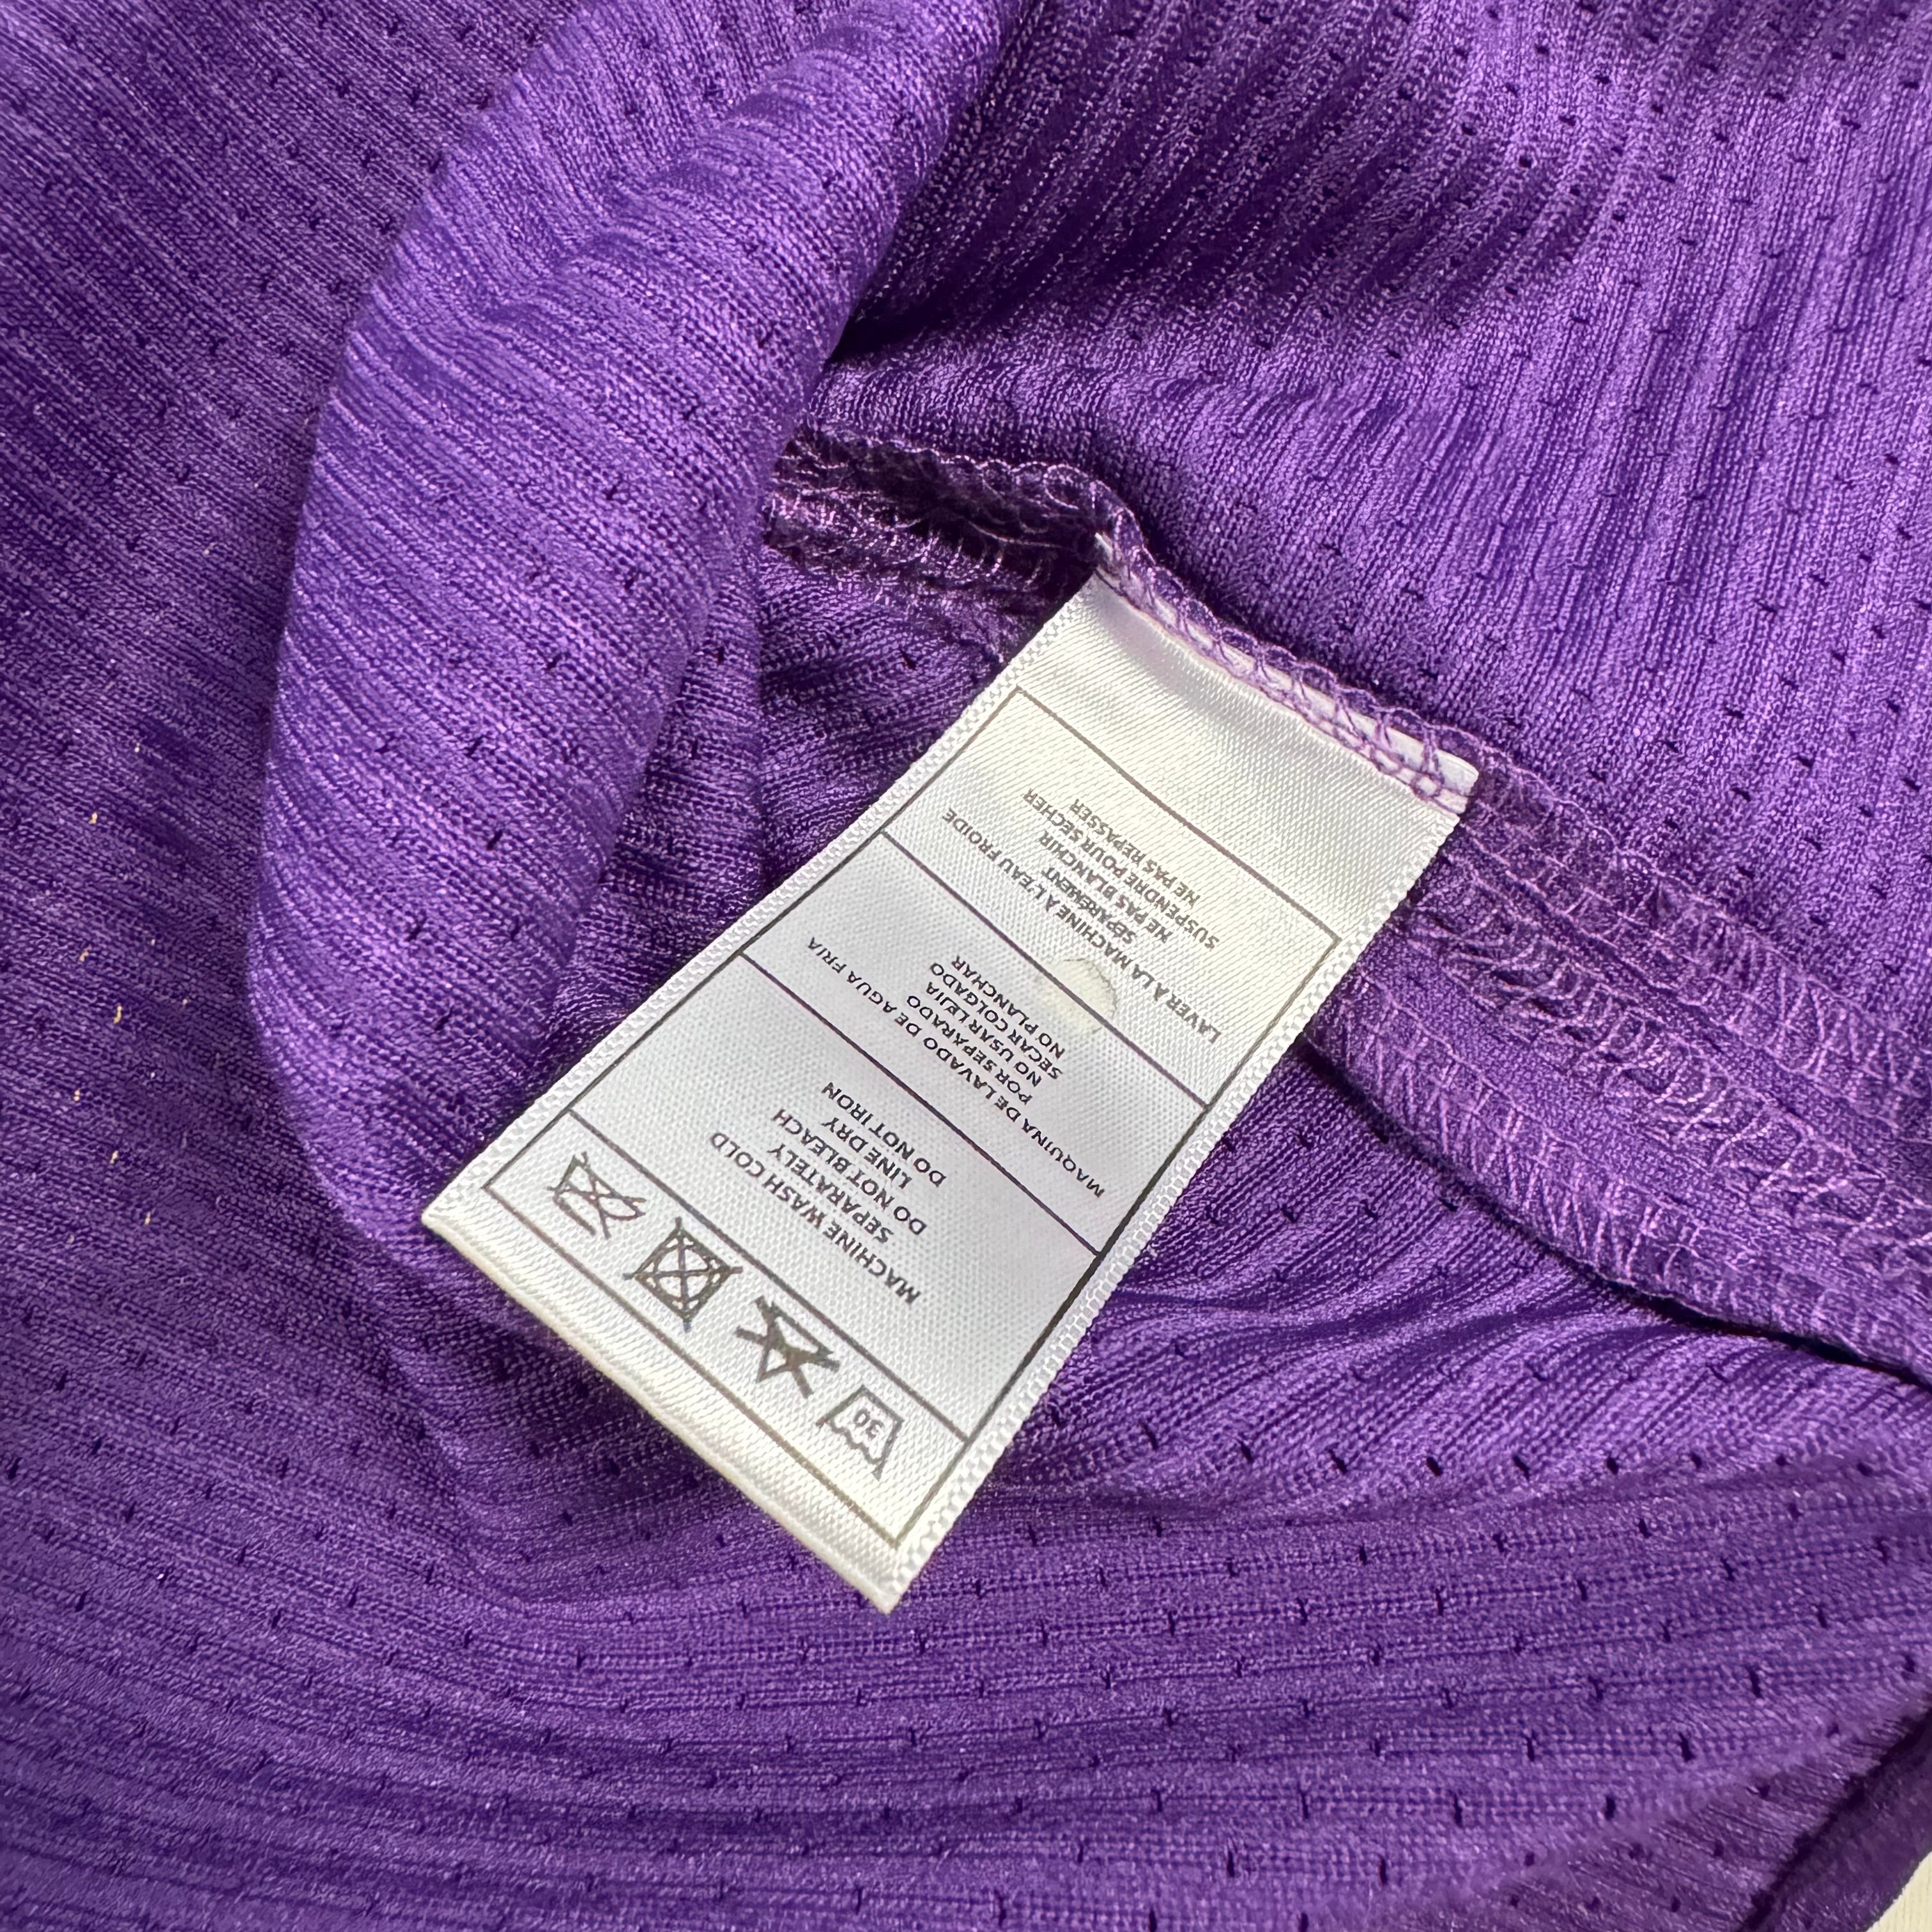 30
MACHINE WASH COLD
SEPARATELY
DO NOT BLEACH
LINE DRY
DO NOT IRON
MAQUINA DE LAVADO DE AGUA FRIA
POR SEPARADO
NO USAR LEJIA
SECAR COLGADO
NO PLANCHAR
LAVER À LA MACHINE À L'EAU FROIDE
SEPAREMENT
NE PAS BLANCHIR
SUSPENDRE POUR SECHER
NE PAS REPASSER